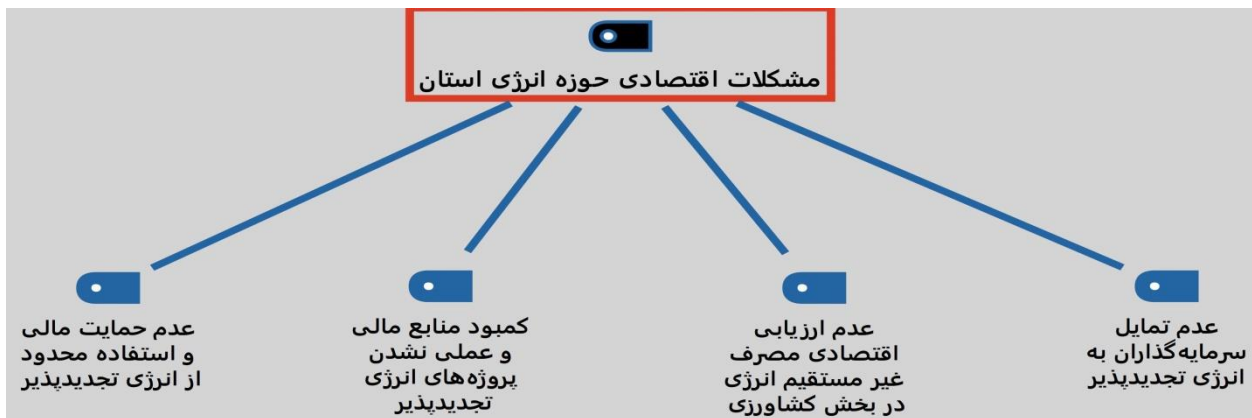 مشکلات اقتصادی حوزه انرژی استان
عدم تمایل
سرمایه‌گذاران به
انرژی تجدیدپذیر
عدم ارزیابی
اقتصادی مصرف
غیر مستقیم انرژی
در بخش کشاورزی
کمبود منابع مالی
و عملی نشدن
پروژه‌های انرژی
تجدیدپذیر
عدم حمایت مالی
و استفاده محدود
از انرژی تجدیدپذیر